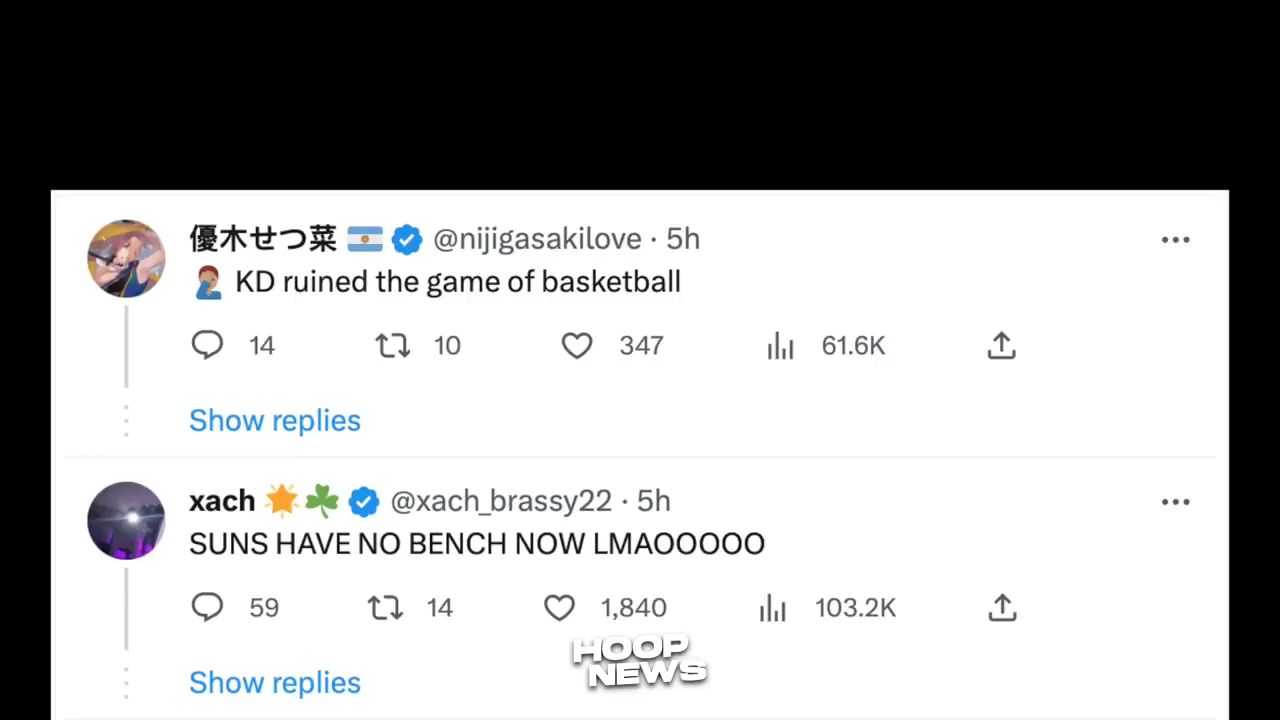 優木せつ菜 🇦🇷 @nijigasakilove · 5h
🤦🏽‍♂️ KD ruined the game of basketball
14 10 347 61.6K
Show replies
xach 🌟☘️ @xach_brassy22 · 5h
SUNS HAVE NO BENCH NOW LMAOOOOO
59 14 1,840 103.2K
HOOP
NEWS
Show replies